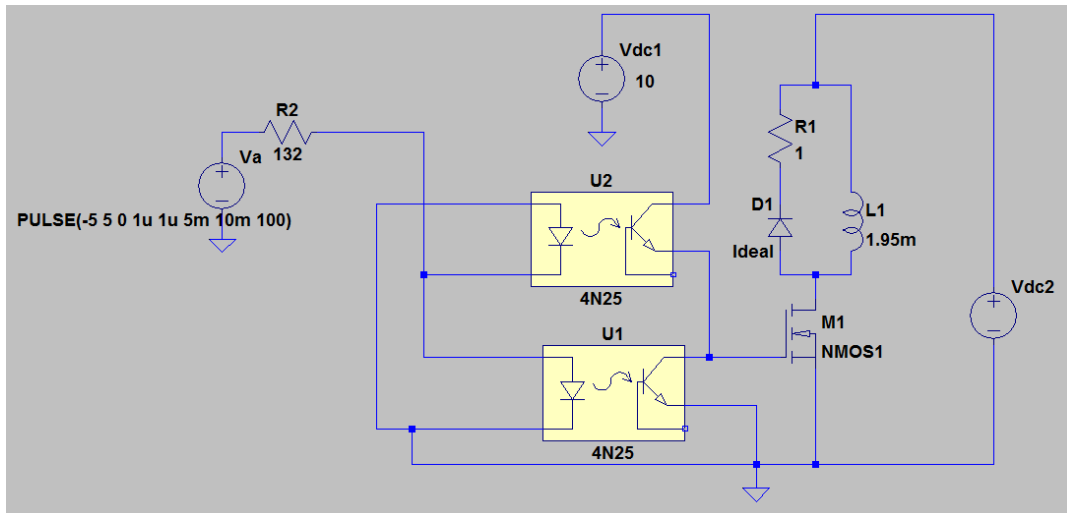 Vdc1
10
R2
132
Va
PULSE(-5 5 0 1u 1u 5m 10m 100)
R1
1
U2
D1
Ideal
L1
1.95m
4N25
Vdc2
M1
NMOS1
U1
4N25